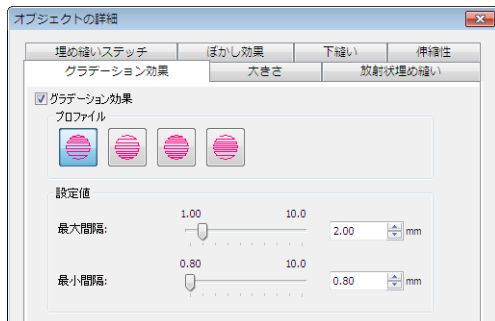 オブジェクトの詳細
埋め縫いステッチ ぼかし効果 下縫い 伸縮性
グラデーション効果 大きさ 放射状埋め縫い
グラデーション効果
プロファイル
設定値
1.00 10.0
最大間隔: 2.00 mm
0.80 10.0
最小間隔: 0.80 mm